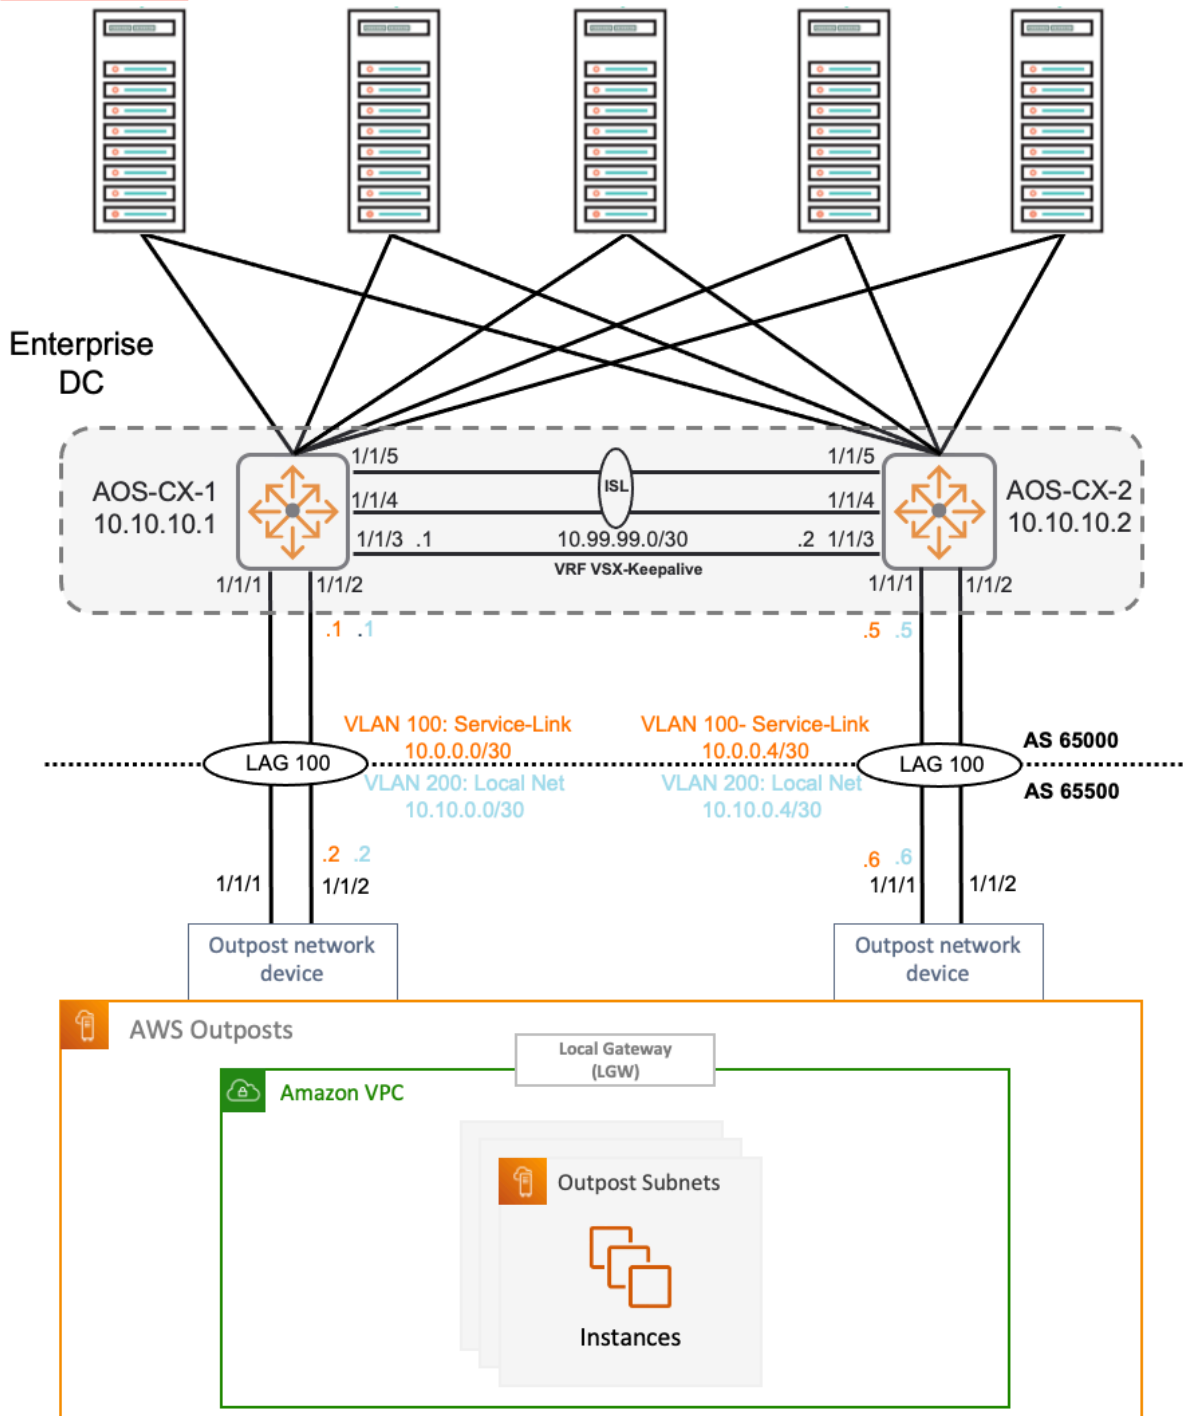 Enterprise
DC
AOS-CX-1
10.10.10.1
1/1/5
1/1/5
ISL
1/1/4
1/1/4
1/1/3 .1
10.99.99.0/30
.2 1/1/3
VRF VSX-Keepalive
AOS-CX-2
10.10.10.2
1/1/1
1/1/2
1/1/1
1/1/2
.1 .1
.5 .5
VLAN 100: Service-Link
10.0.0.0/30
VLAN 100- Service-Link
10.0.0.4/30
AS 65000
LAG 100
LAG 100
VLAN 200: Local Net
10.10.0.0/30
VLAN 200: Local Net
10.10.0.4/30
AS 65500
.2 .2
.6 .6
1/1/1
1/1/2
1/1/1
1/1/2
Outpost network
device
Outpost network
device
AWS Outposts
Local Gateway
(LGW)
Amazon VPC
Outpost Subnets
Instances